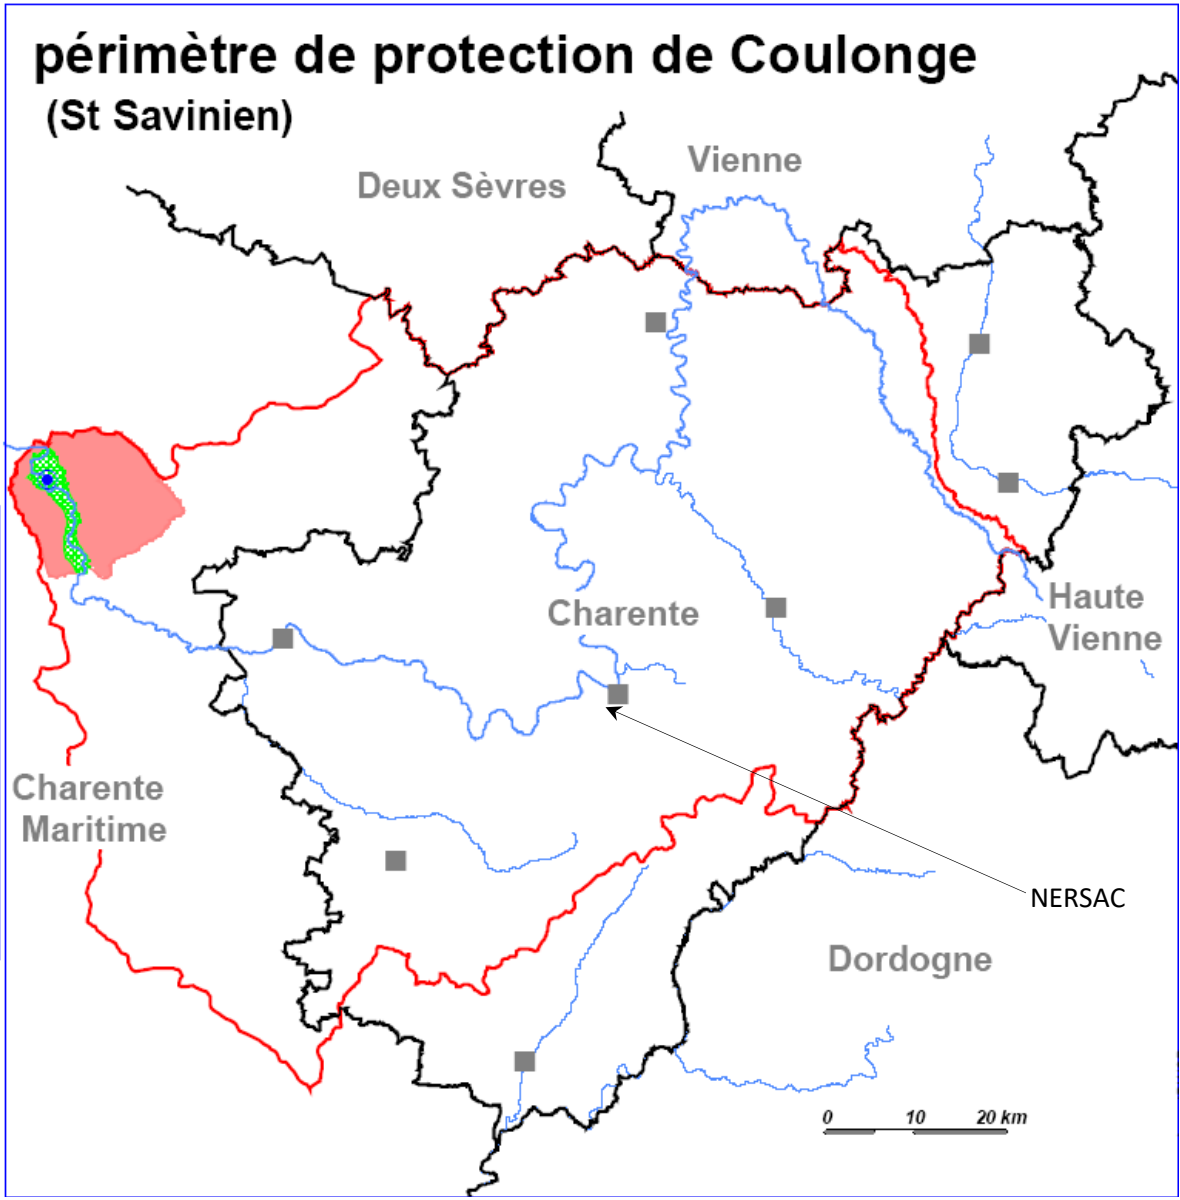 périmètre de protection de Coulonge
(St Savinien)
Vienne
Deux Sèvres
Charente
Haute
Vienne
Charente
Maritime
NERSAC
Dordogne
0 10 20 km